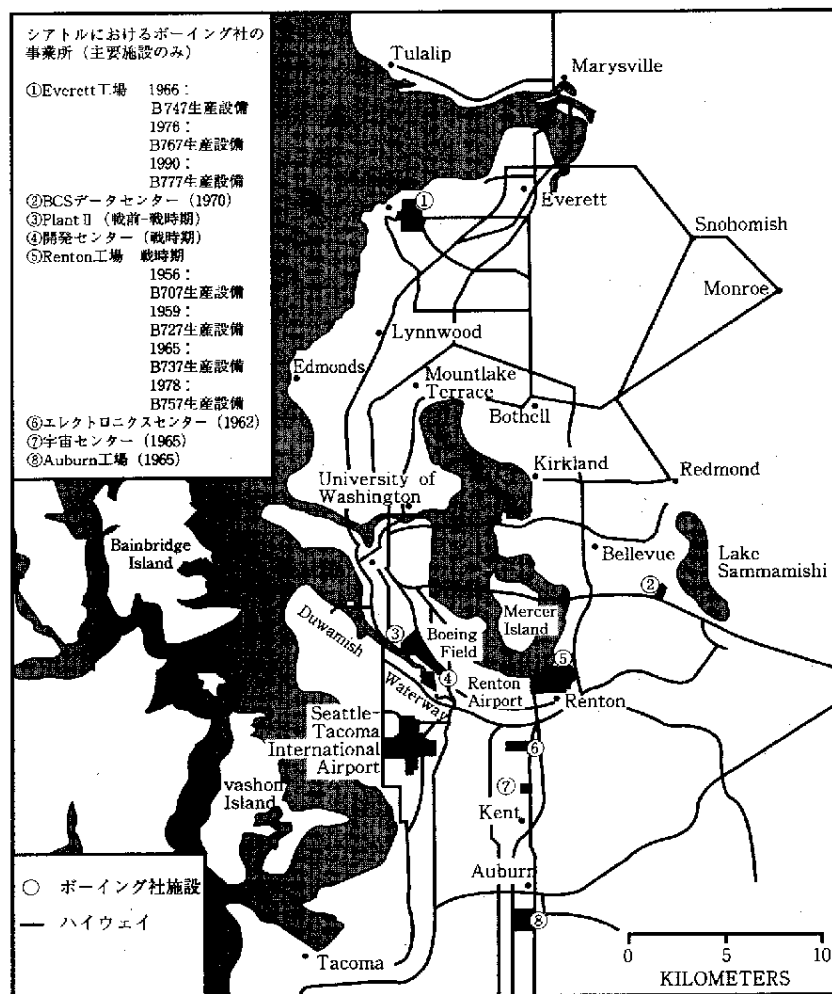 シアトルにおけるボーイング社の
事業所(主要施設のみ)
①Everett工場 1966:
B747生産設備
1976:
B767生産設備
1990:
B777生産設備
②BCSデータセンター(1970)
③PlantⅡ(戦前-戦時期)
④開発センター(戦時期)
⑤Renton工場 戦時期
1956:
B707生産設備
1959:
B727生産設備
1965:
B737生産設備
1978:
B757生産設備
⑥エレクトロニクスセンター(1962)
⑦宇宙センター(1965)
⑧Auburn工場(1965)
Tulalip
Marysville
①
Everett
Snohomish
Monroe
Lynnwood
Edmonds
Mountlake
Terrace
Bothell
Kirkland
Redmond
University of
Washington
Bainbridge
Island
Bellevue
Lake
Sammamishi
②
Mercer
Island
Duwamish
Waterway
③
Boeing
Field
④
⑤
Renton
Airport
Renton
Seattle-
Tacoma
International
Airport
⑥
vashon
Island
⑦
Kent
Auburn
⑧
Tacoma
○ ボーイング社施設
― ハイウェイ
0 5 10
KILOMETERS